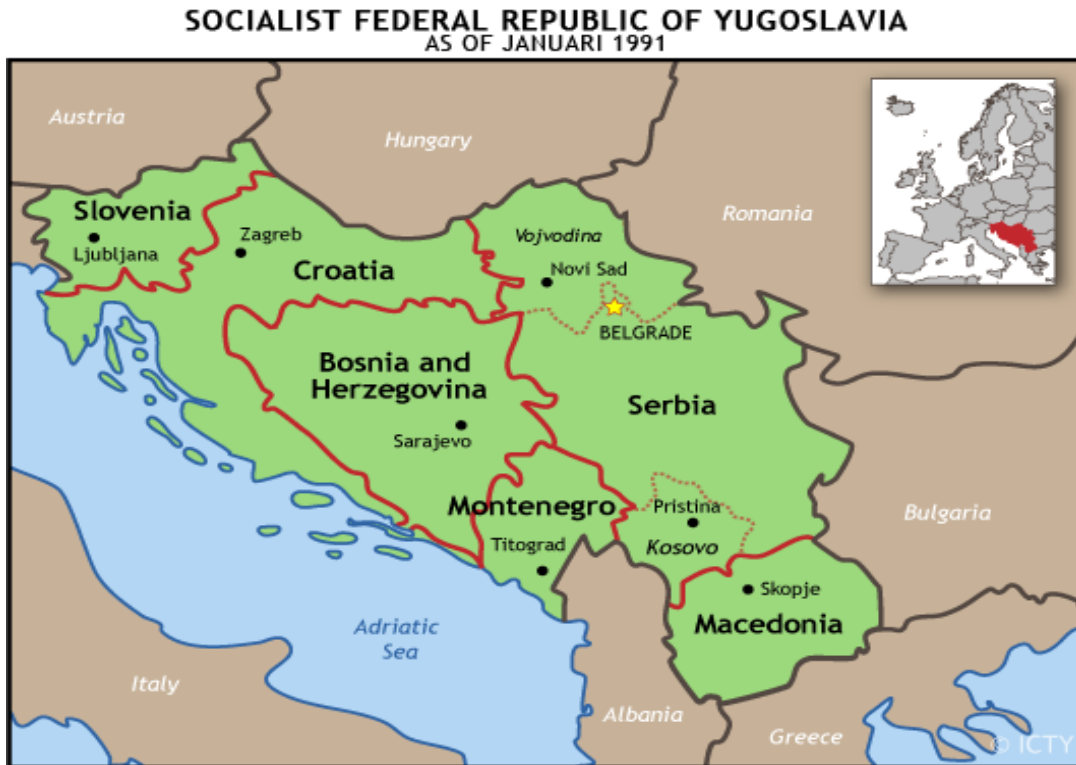 SOCIALIST FEDERAL REPUBLIC OF YUGOSLAVIA
AS OF JANUARI 1991
Austria
Hungary
Romania
Slovenia
Ljubljana
Zagreb
Croatia
Vojvodina
Novi Sad
BELGRADE
Bosnia and
Herzegovina
Sarajevo
Serbia
Montenegro
Titograd
Pristina
Kosovo
Bulgaria
Skopje
Macedonia
Adriatic
Sea
Italy
Albania
Greece
© ICTY